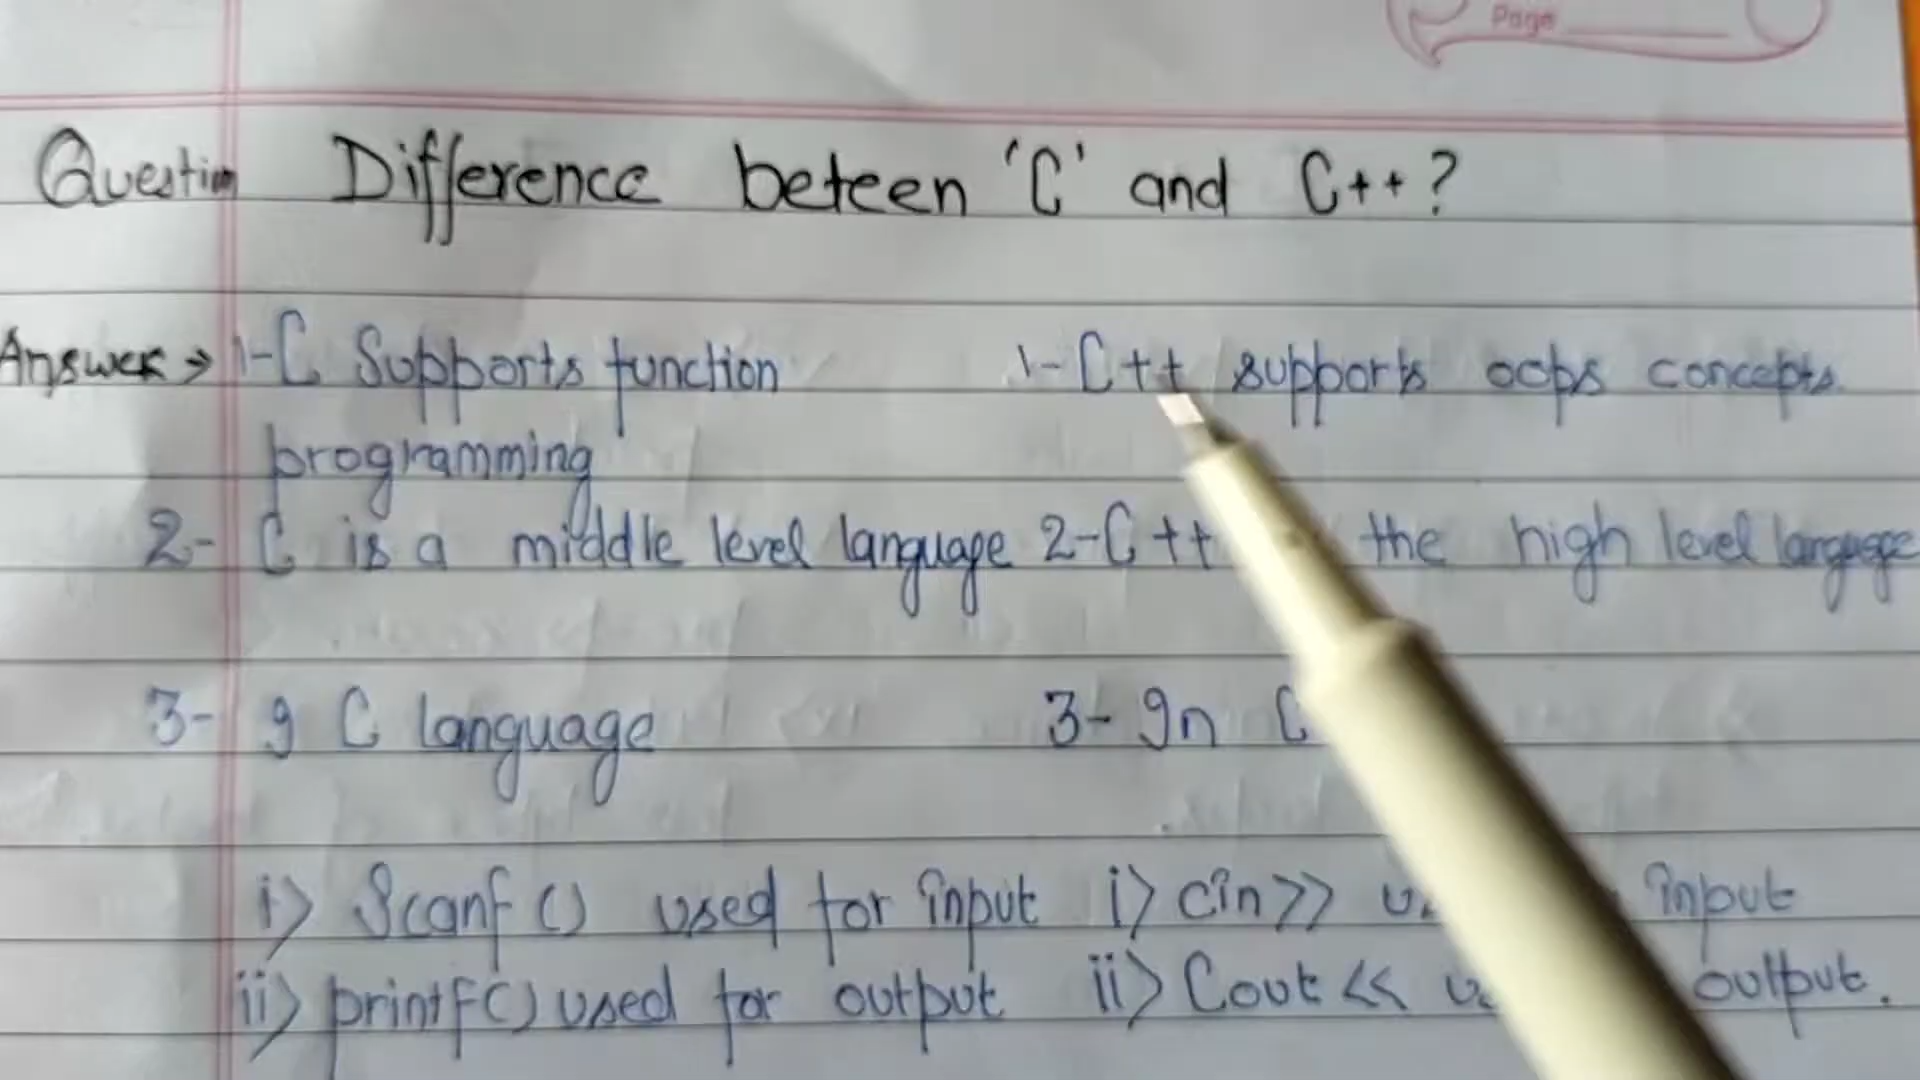 Page
Question Difference beteen 'C' and C++?
Answer → 1-C Supports function 1-C++ supports oops concepts.
programming
2- C is a middle level language 2-C++ the high level language
3- g C language 3- In C
i) Scanf () used for input i) cin>> input
ii) printf() used for output ii) Cout << output.